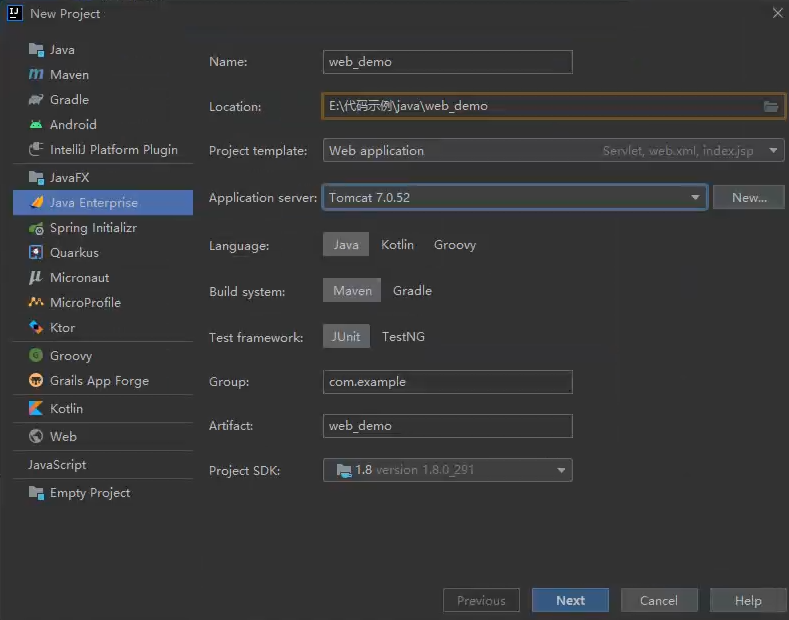 New Project
Java
Maven
Gradle
Android
IntelliJ Platform Plugin
JavaFX
Java Enterprise
Spring Initializr
Quarkus
Micronaut
MicroProfile
Ktor
Groovy
Grails App Forge
Kotlin
Web
JavaScript
Empty Project
Name: web_demo
Location: E:\代码示例\java\web_demo
Project template: Web application Servlet, web.xml, index.jsp
Application server: Tomcat 7.0.52 New...
Language: Java Kotlin Groovy
Build system: Maven Gradle
Test framework: JUnit TestNG
Group: com.example
Artifact: web_demo
Project SDK: 1.8 version 1.8.0_291
Previous Next Cancel Help